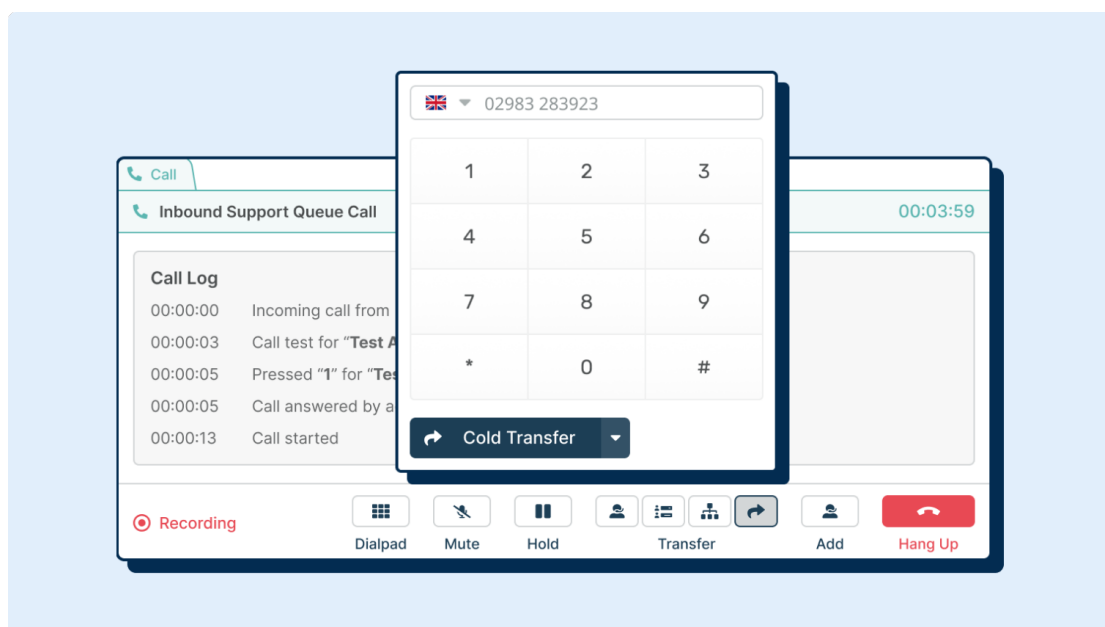 02983 283923
1 2 3
4 5 6
7 8 9
* 0 #
Cold Transfer
Call
Inbound Support Queue Call 00:03:59
Call Log
00:00:00 Incoming call from
00:00:03 Call test for “Test
00:00:05 Pressed “1” for
00:00:05 Call answered by
00:00:13 Call started
Recording
Dialpad Mute Hold Transfer Add Hang Up